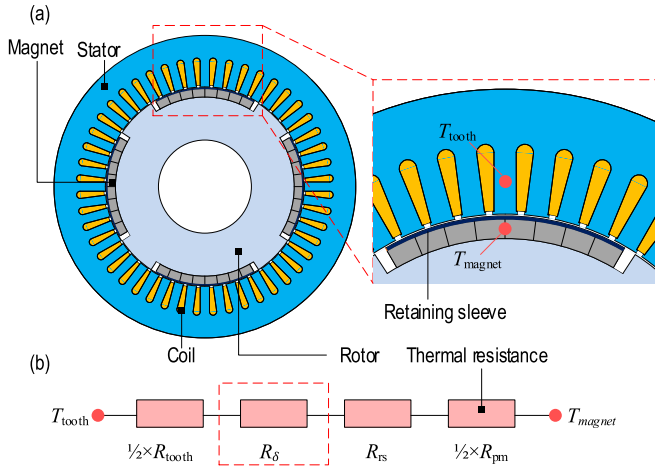 (a)
Magnet Stator
T_tooth
T_magnet
Retaining sleeve
Coil Rotor Thermal resistance
(b)
T_tooth T_magnet
½×R_tooth R_δ R_rs ½×R_pm